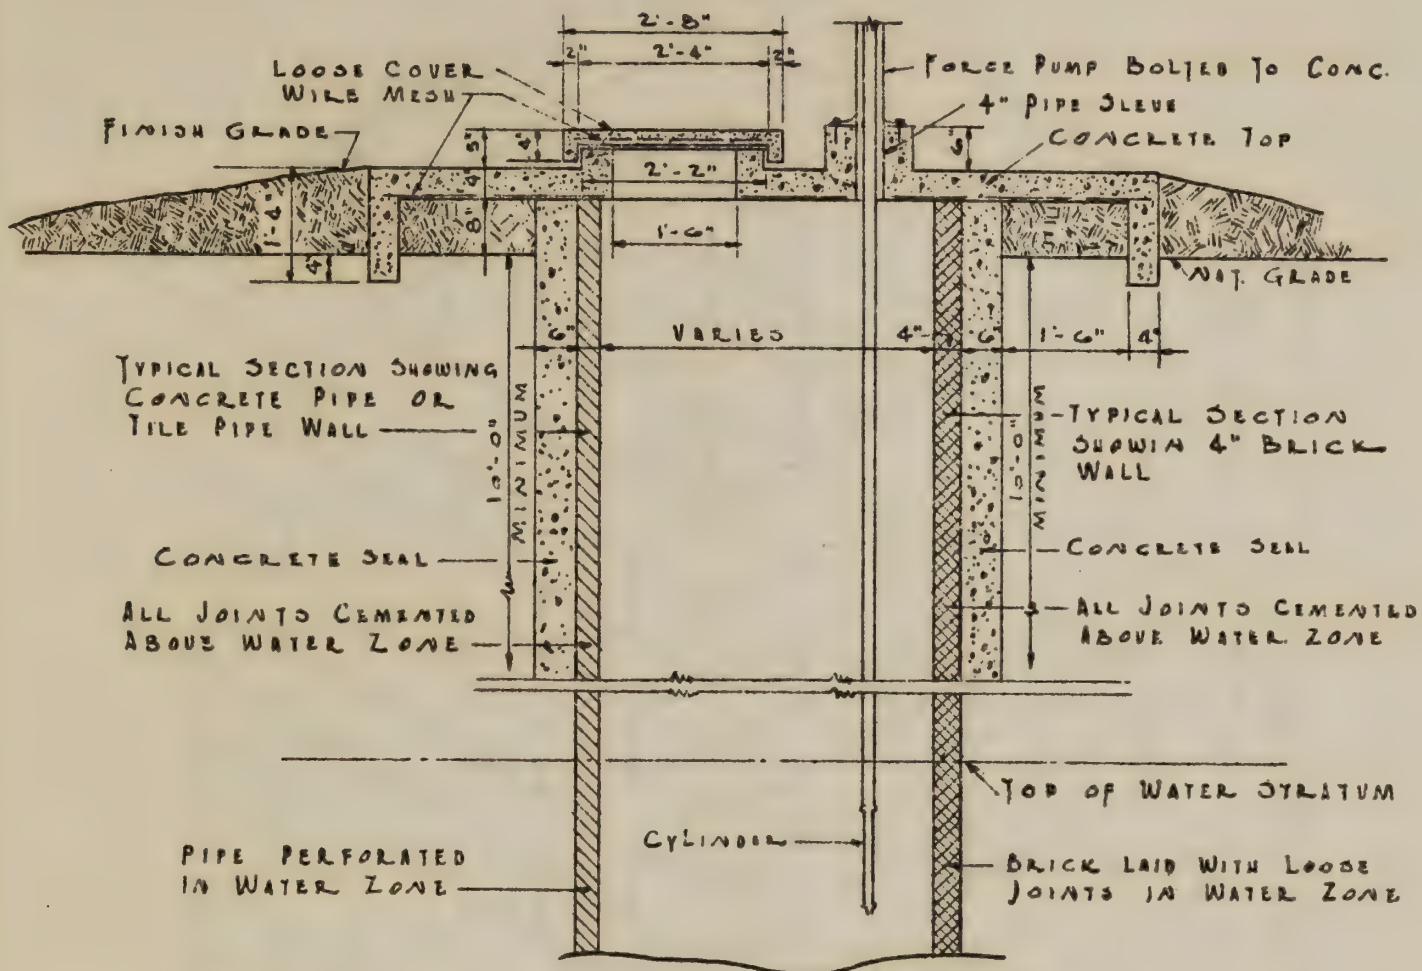 2'-8"
2" 2'-4" 2"
LOOSE COVER
WIRE MESH
FINISH GRADE
FORCE PUMP BOLTED TO CONC.
4" PIPE SLEVE
CONCRETE TOP
5" 4" 6"
4" 2'-2"
1'-4" 8" 1'-6"
4"
NAT. GRADE
6" VARIES 4" 6" 1'-6" 4"
TYPICAL SECTION SHOWING
CONCRETE PIPE OR
TILE PIPE WALL
10'-0"
MINIMUM
TYPICAL SECTION
SHOWIN 4" BRICK
WALL
10'-0"
MINIMUM
CONCRETE SEAL
CONCRETE SEAL
ALL JOINTS CEMENTED
ABOVE WATER ZONE
ALL JOINTS CEMENTED
ABOVE WATER ZONE
TOP OF WATER STRATUM
CYLINDER
PIPE PERFORATED
IN WATER ZONE
BRICK LAID WITH LOOSE
JOINTS IN WATER ZONE